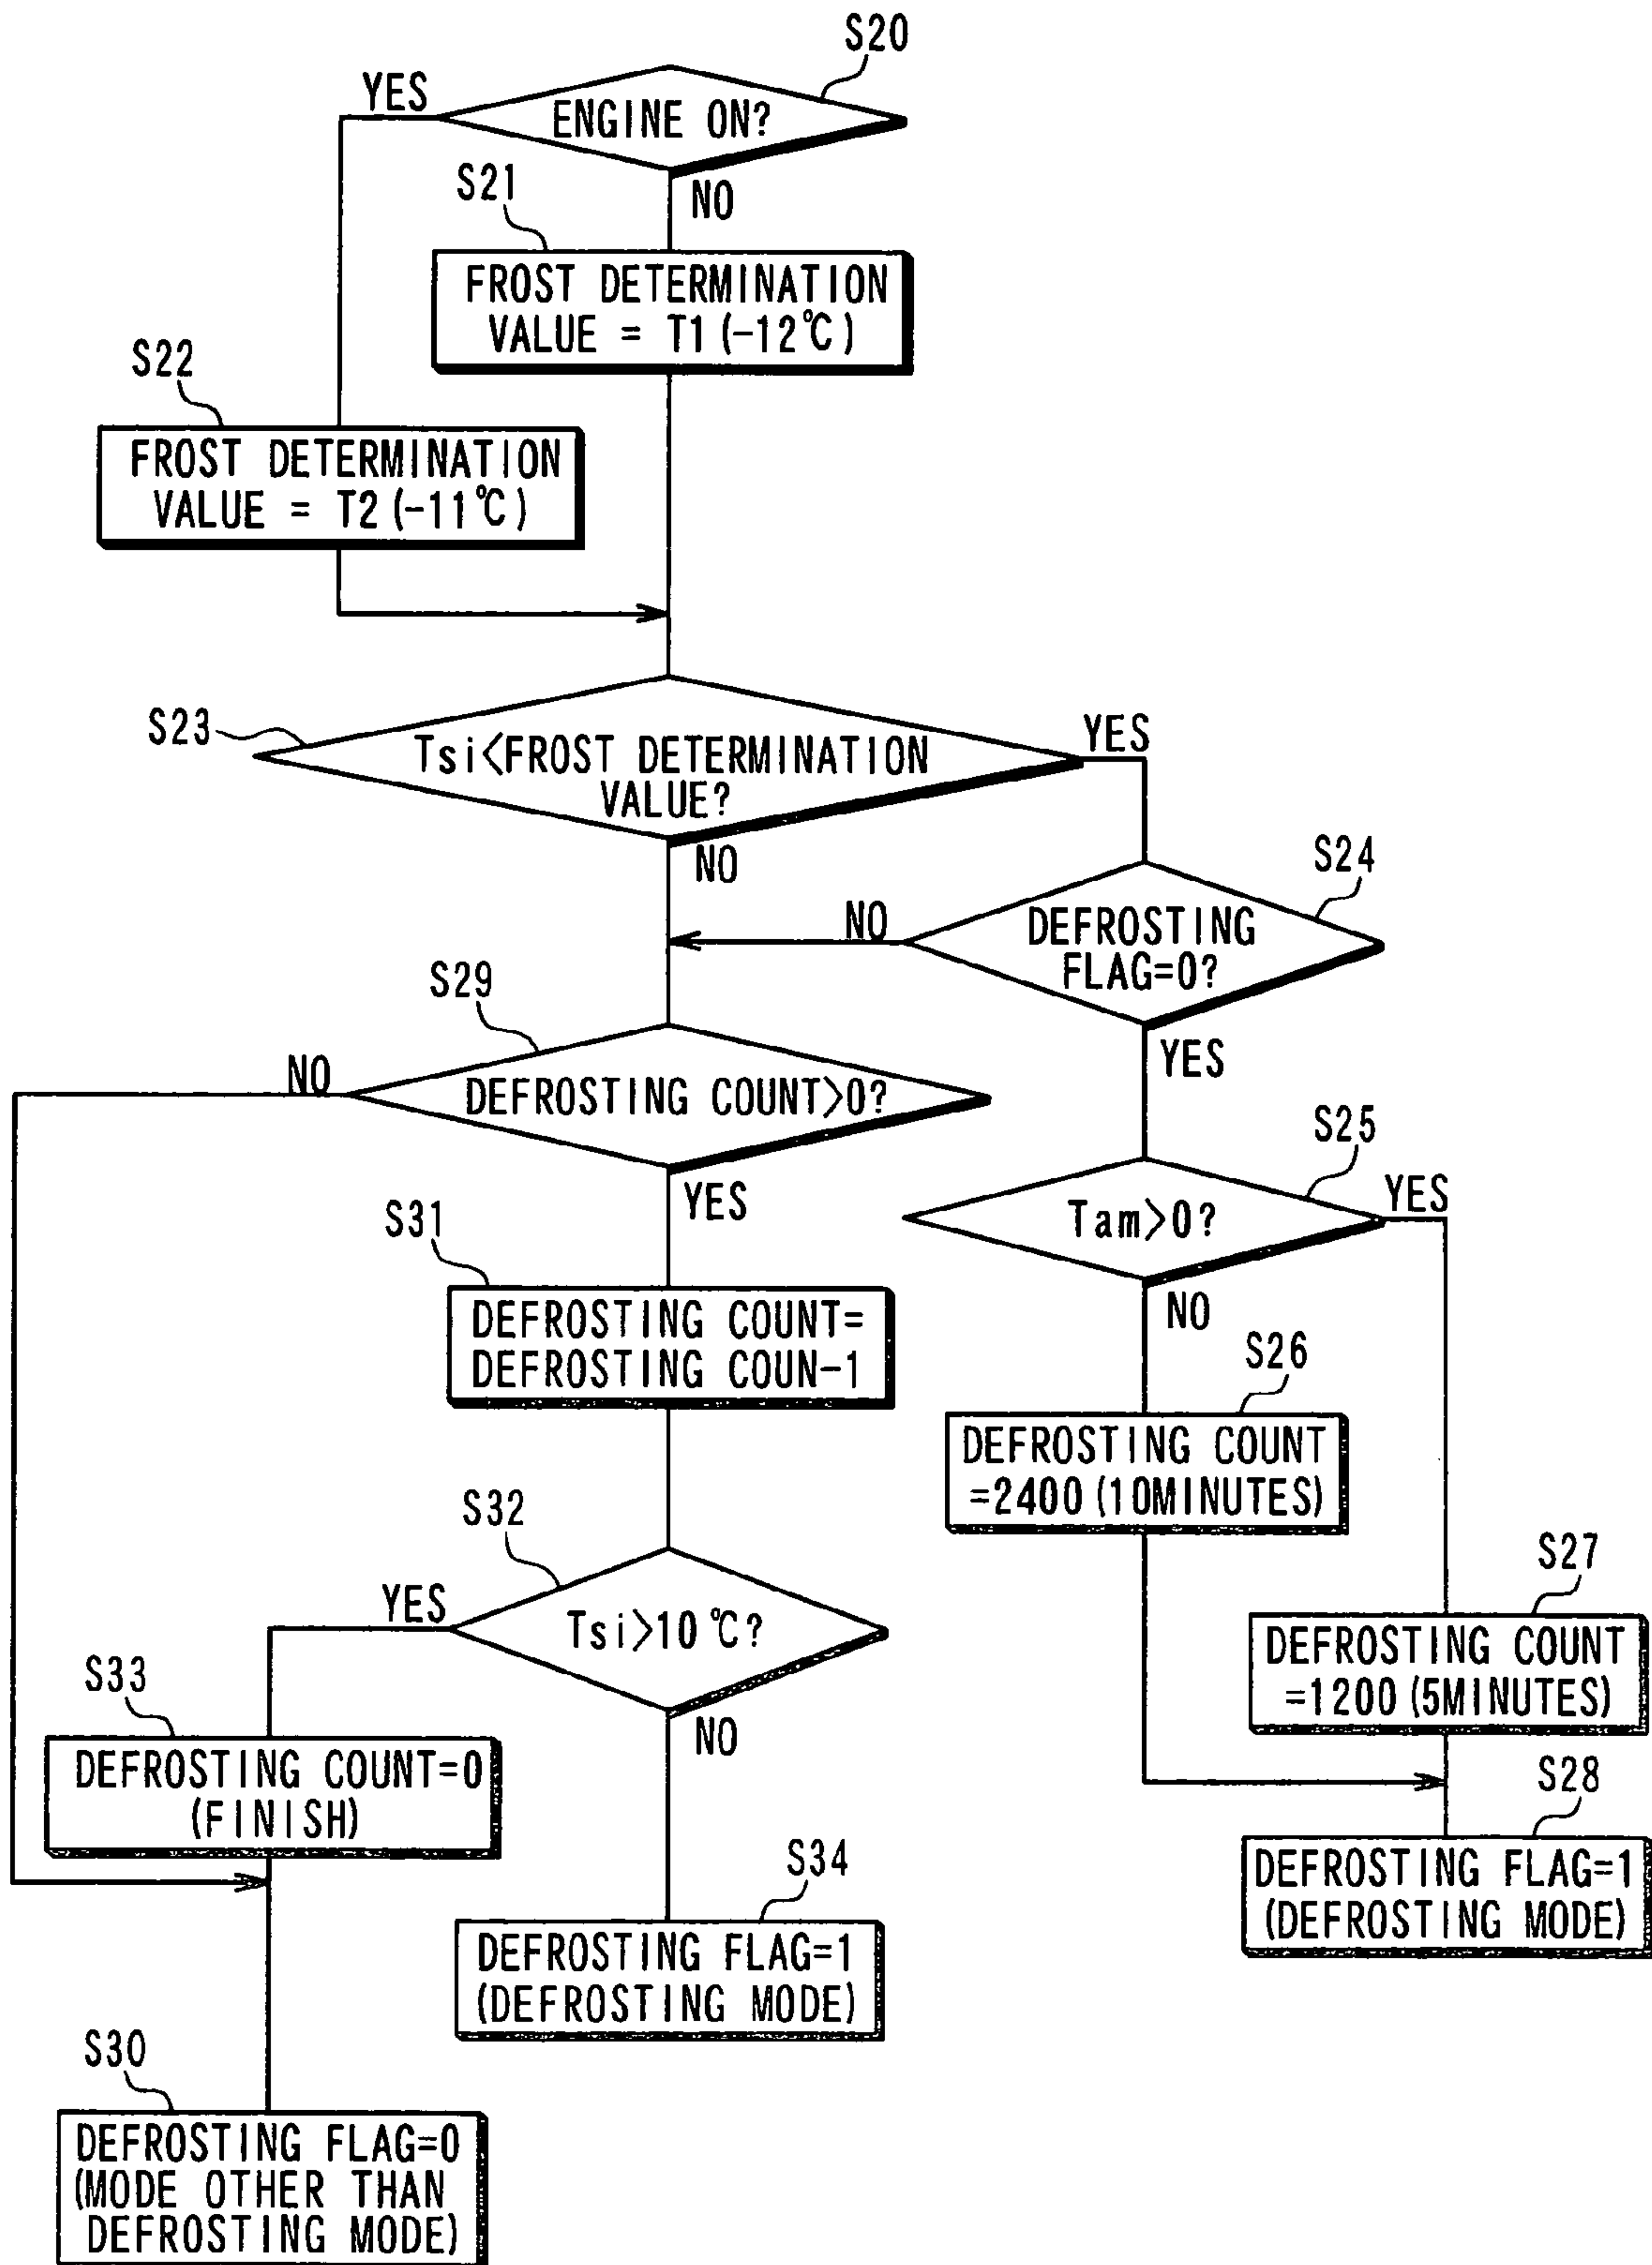 S20
YES
ENGINE ON?
S21
NO
FROST DETERMINATION
VALUE = T1 (-12℃)
S22
FROST DETERMINATION
VALUE = T2 (-11℃)
S23
YES
Tsi<FROST DETERMINATION
VALUE?
NO
S24
NO
DEFROSTING
FLAG=0?
S29
YES
NO
DEFROSTING COUNT>0?
S25
YES
YES
Tam>0?
S31
NO
DEFROSTING COUNT=
DEFROSTING COUN-1
S26
DEFROSTING COUNT
=2400 (10MINUTES)
S32
S27
YES
Tsi>10℃?
DEFROSTING COUNT
=1200 (5MINUTES)
S33
NO
DEFROSTING COUNT=0
(FINISH)
S28
S34
DEFROSTING FLAG=1
(DEFROSTING MODE)
DEFROSTING FLAG=1
(DEFROSTING MODE)
S30
DEFROSTING FLAG=0
(MODE OTHER THAN
DEFROSTING MODE)